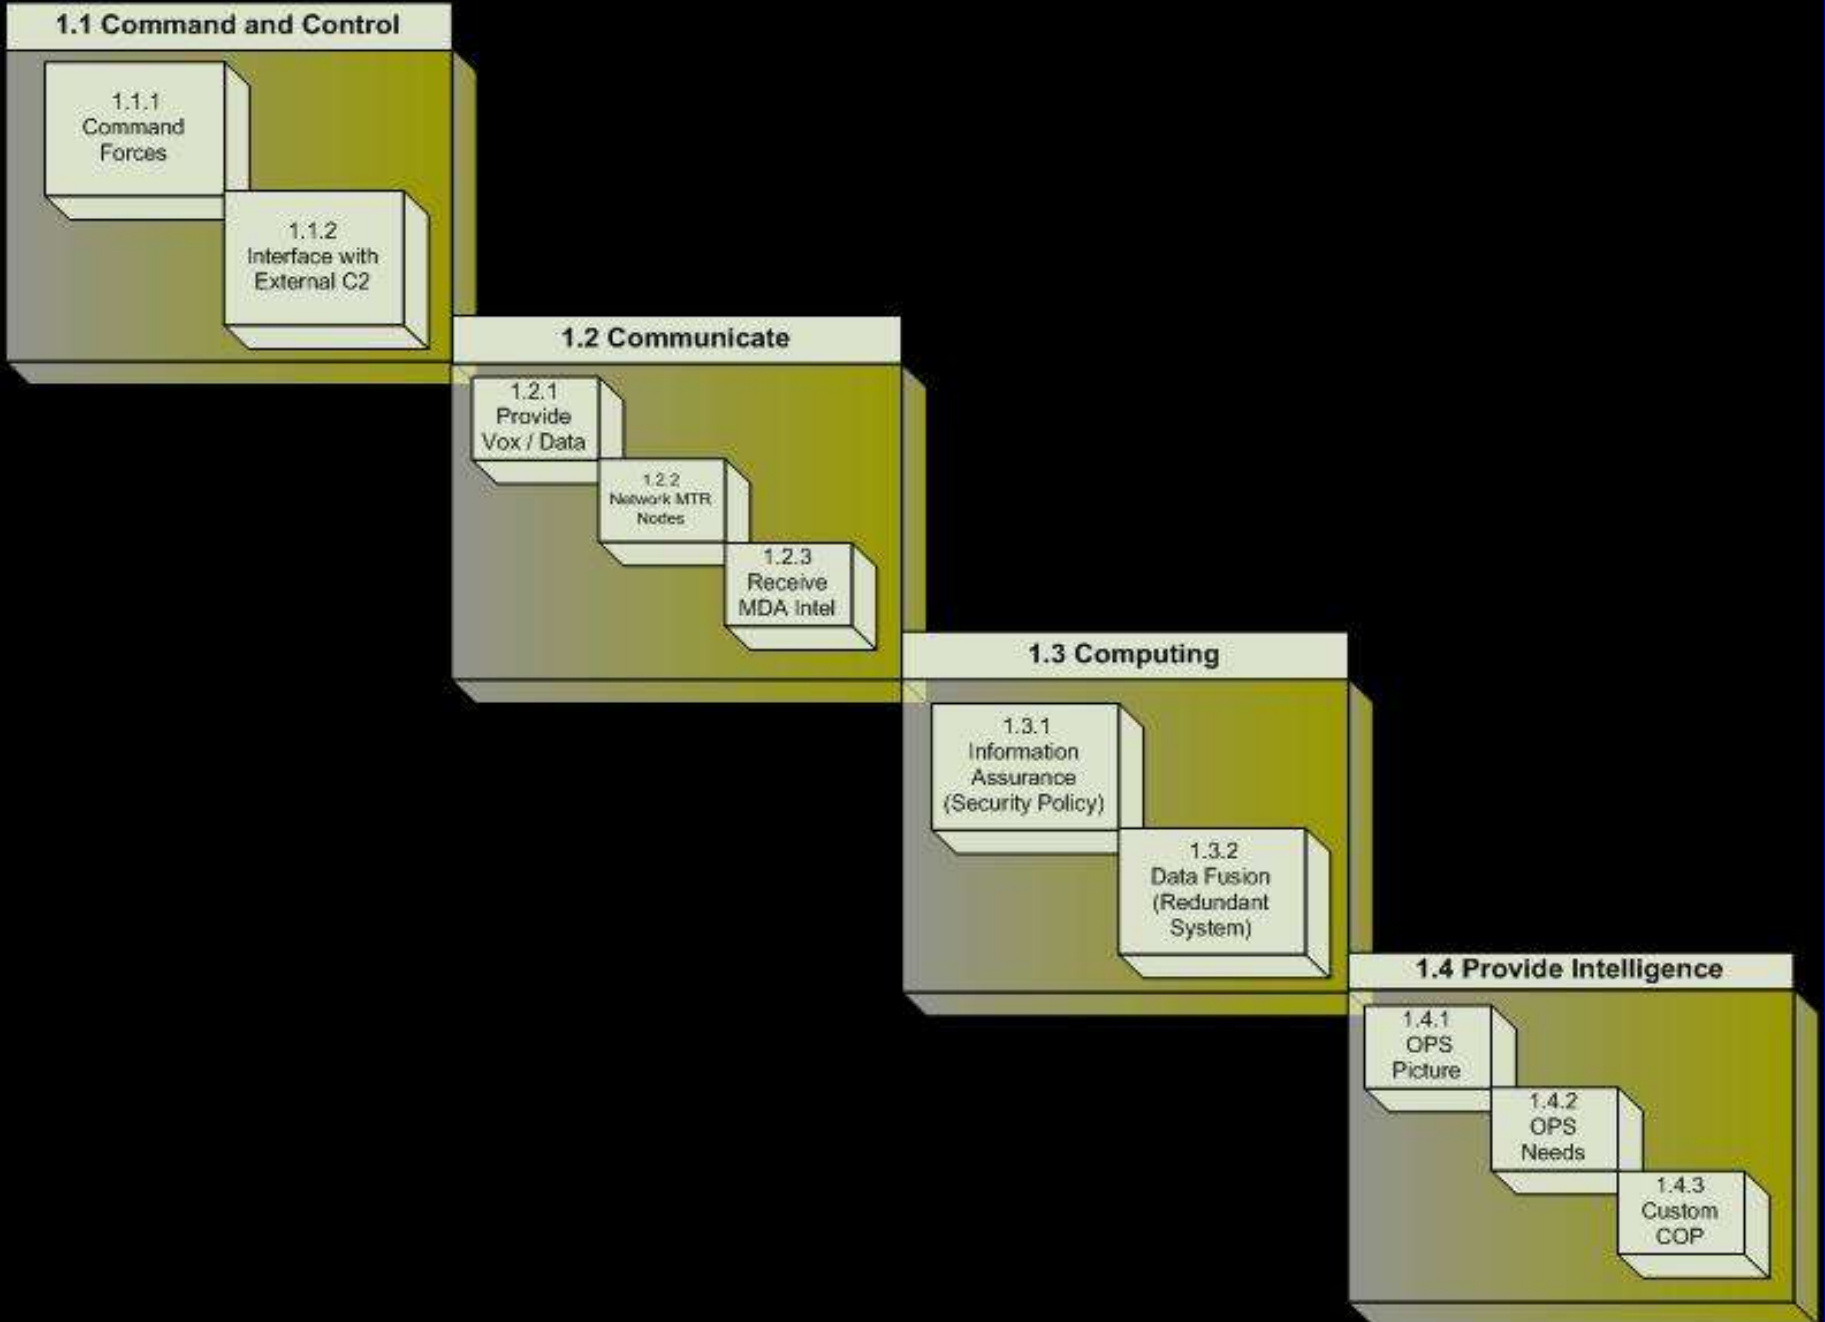 1.1 Command and Control
1.1.1
Command
Forces
1.1.2
Interface with
External C2
1.2 Communicate
1.2.1
Provide
Vox / Data
1.2.2
Network MTR
Nodes
1.2.3
Receive
MDA Intel
1.3 Computing
1.3.1
Information
Assurance
(Security Policy)
1.3.2
Data Fusion
(Redundant
System)
1.4 Provide Intelligence
1.4.1
OPS
Picture
1.4.2
OPS
Needs
1.4.3
Custom
COP